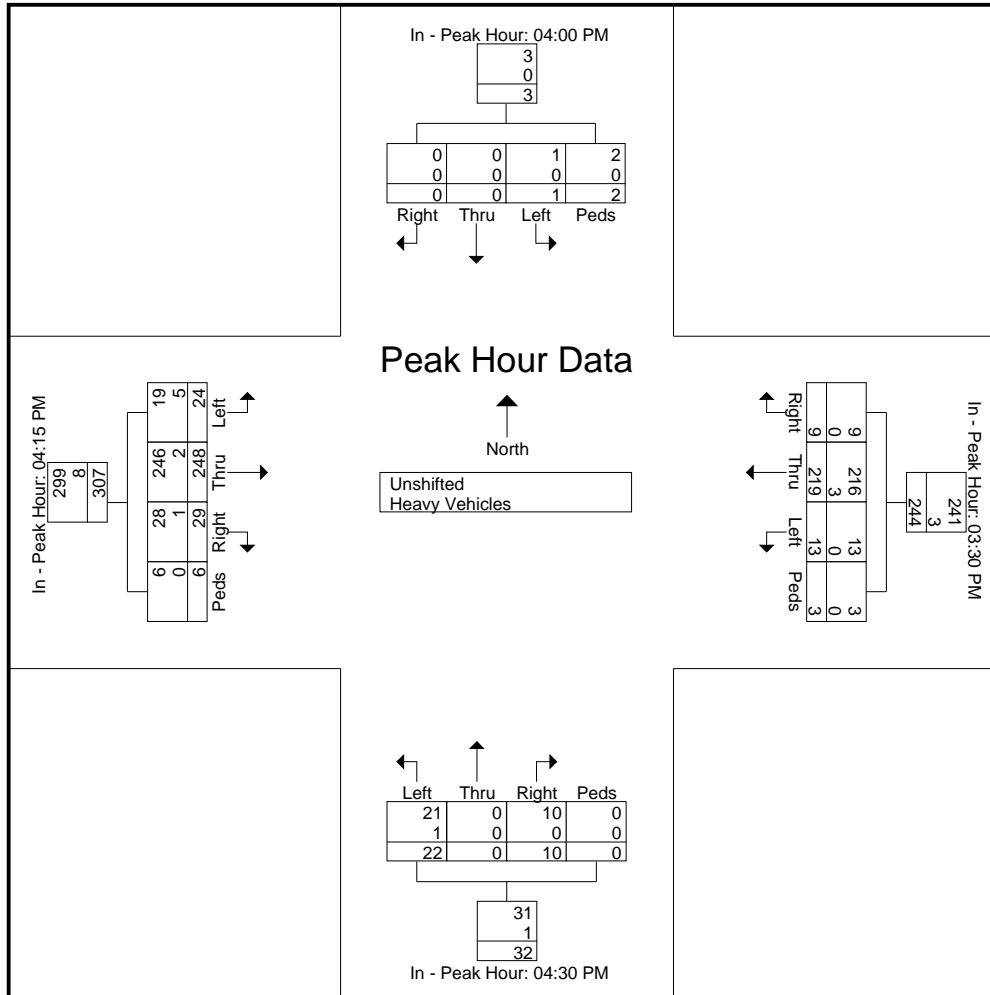 In - Peak Hour: 04:00 PM
3
0
3
0 0 1 2
0 0 0 0
0 0 1 2
Right Thru Left Peds
Peak Hour Data
North
Unshifted
Heavy Vehicles
In - Peak Hour: 04:15 PM
299
8
307
19 246 28 6
5 2 1 0
24 248 29 6
Left Thru Right Peds
In - Peak Hour: 03:30 PM
241
3
244
9 216 13 3
0 3 0 0
9 219 13 3
Right Thru Left Peds
Left Thru Right Peds
21 0 10 0
1 0 0 0
22 0 10 0
31
1
32
In - Peak Hour: 04:30 PM